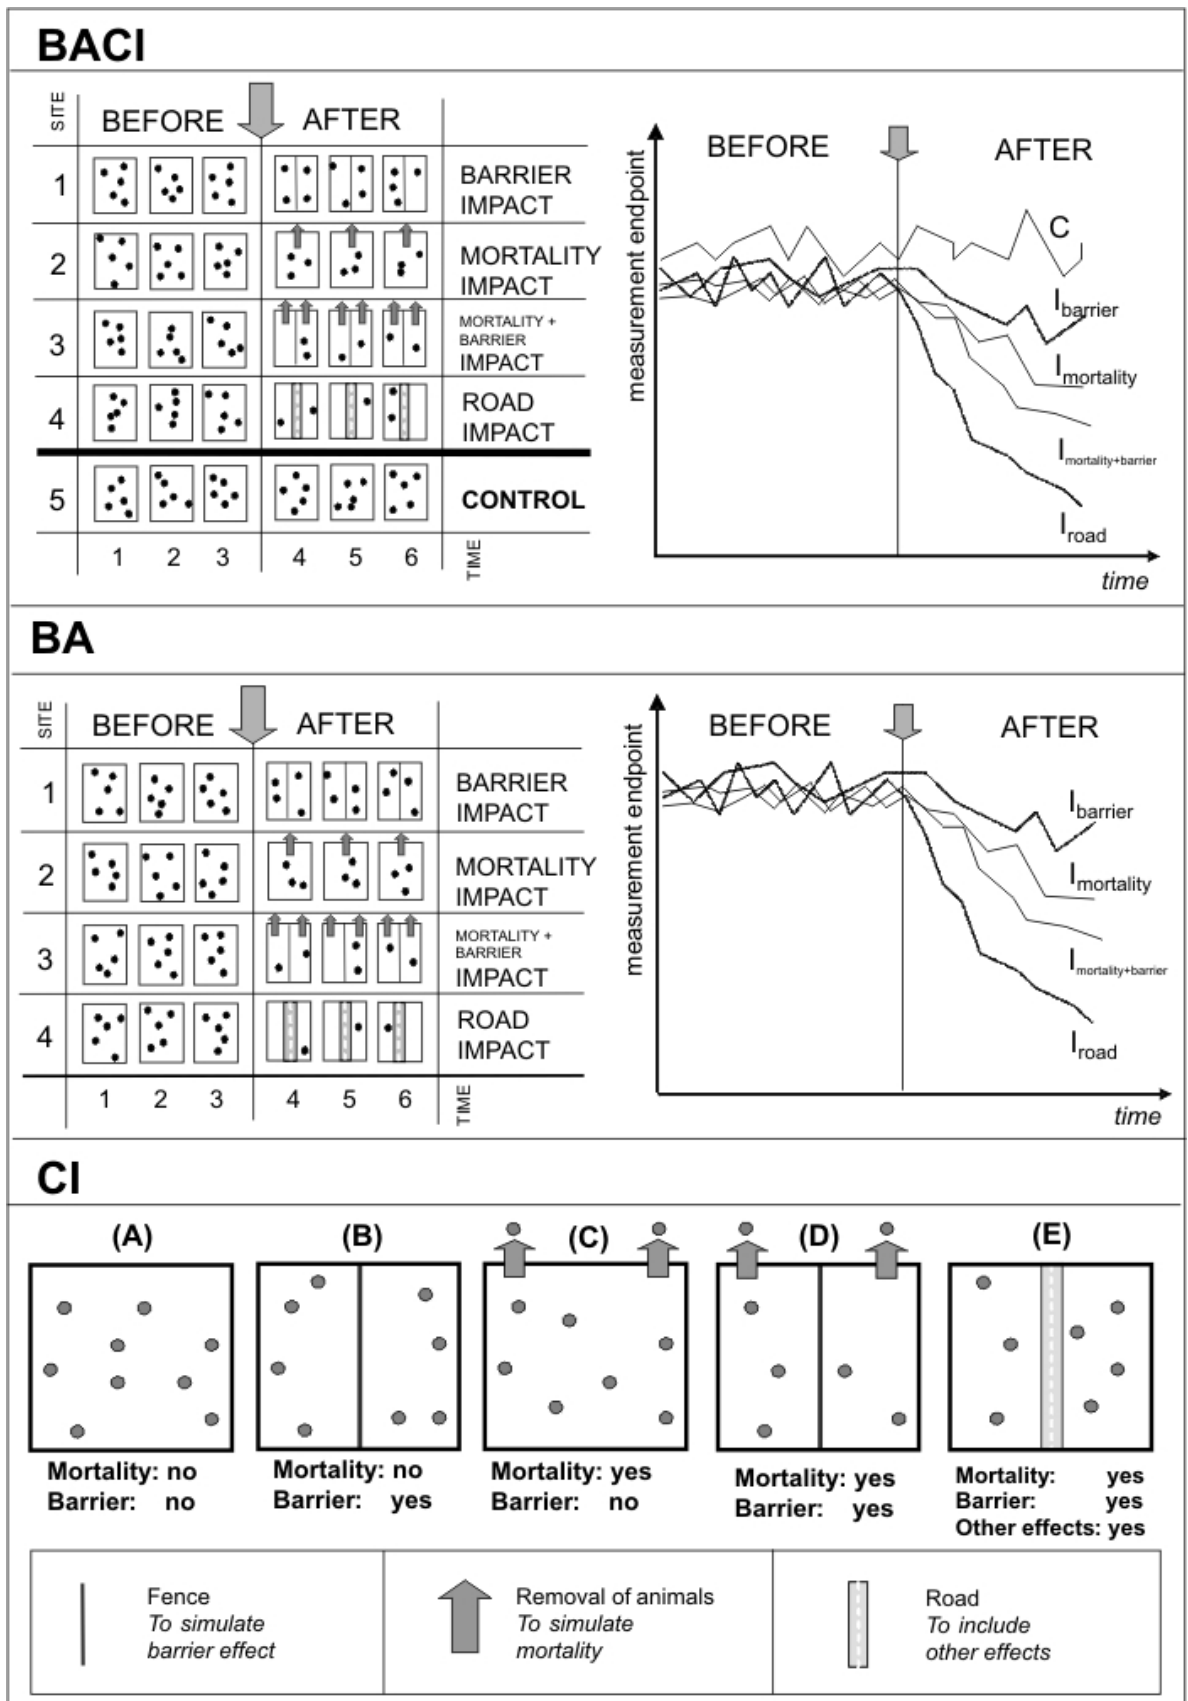 BACI
SITE
BEFORE
AFTER
1
BARRIER
IMPACT
2
MORTALITY
IMPACT
3
MORTALITY +
BARRIER
IMPACT
4
ROAD
IMPACT
5
CONTROL
1 2 3 4 5 6
TIME
measurement endpoint
BEFORE
AFTER
C
Ibarrier
Imortality
Imortality+barrier
Iroad
time
BA
SITE
BEFORE
AFTER
1
BARRIER
IMPACT
2
MORTALITY
IMPACT
3
MORTALITY +
BARRIER
IMPACT
4
ROAD
IMPACT
1 2 3 4 5 6
TIME
measurement endpoint
BEFORE
AFTER
Ibarrier
Imortality
Imortality+barrier
Iroad
time
CI
(A)
Mortality: no
Barrier: no
(B)
Mortality: no
Barrier: yes
(C)
Mortality: yes
Barrier: no
(D)
Mortality: yes
Barrier: yes
(E)
Mortality: yes
Barrier: yes
Other effects: yes
Fence
To simulate
barrier effect
Removal of animals
To simulate
mortality
Road
To include
other effects